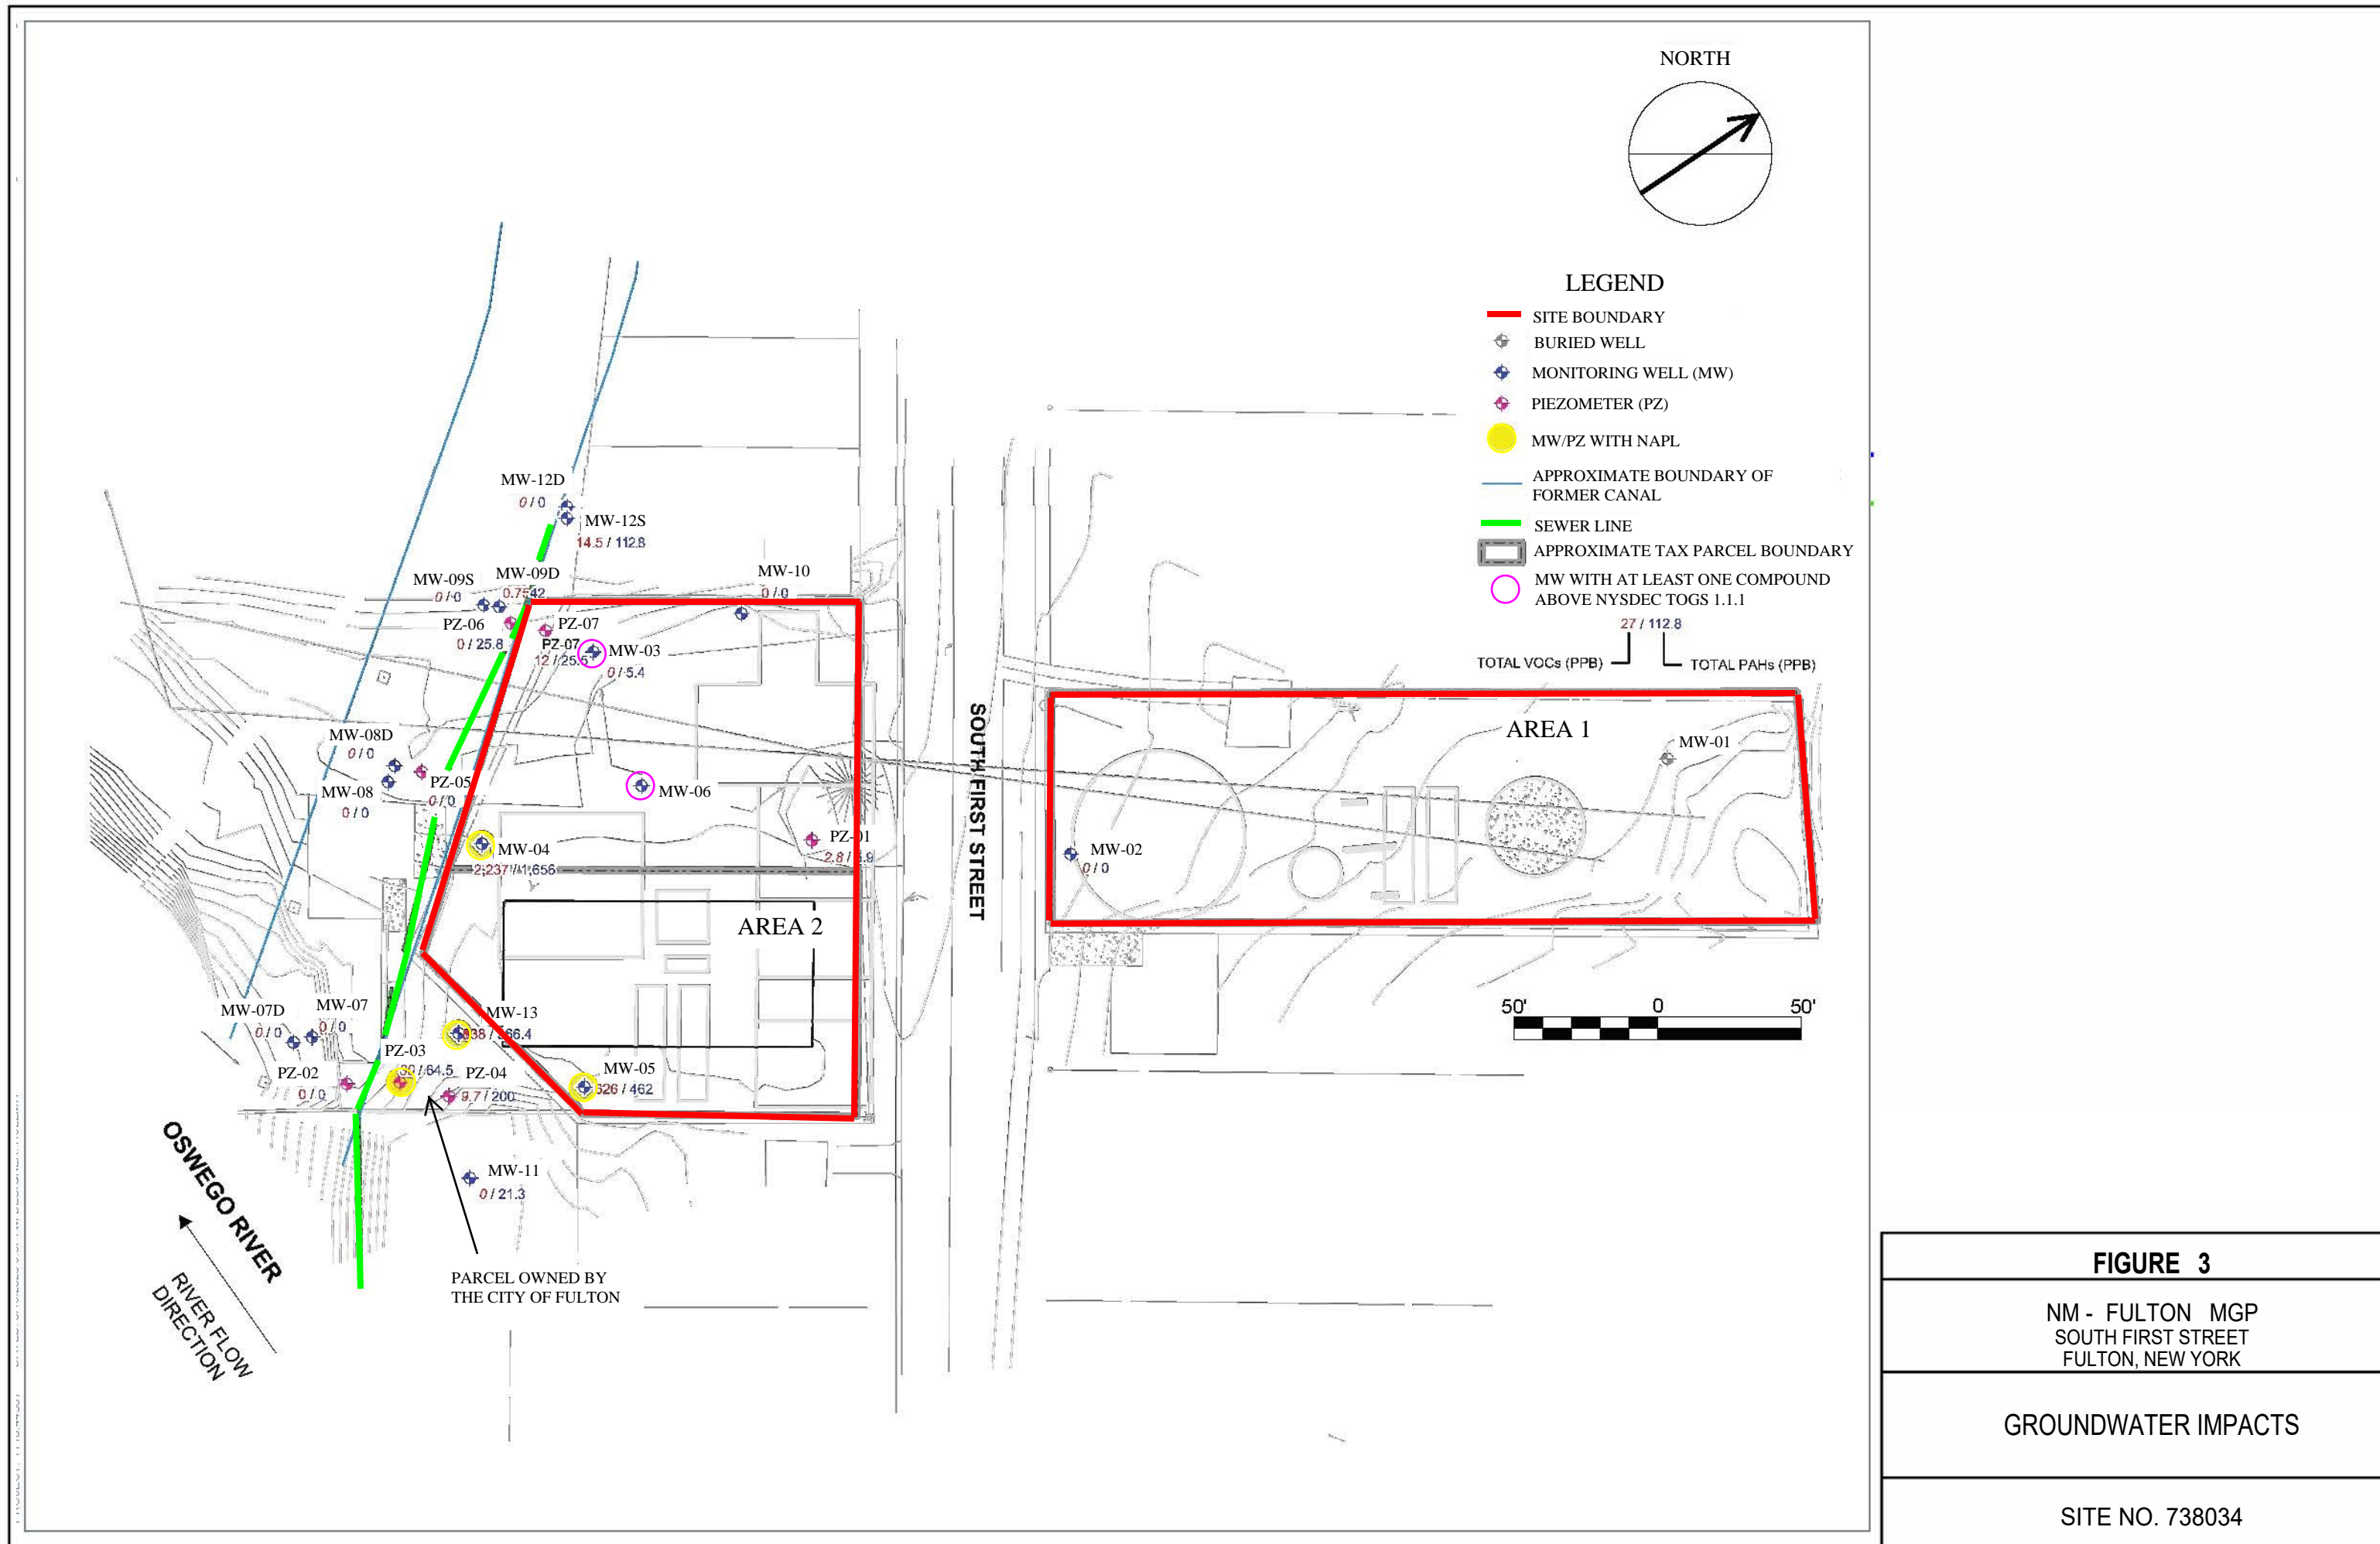 NORTH
LEGEND
SITE BOUNDARY
BURIED WELL
MONITORING WELL (MW)
PIEZOMETER (PZ)
MW/PZ WITH NAPL
APPROXIMATE BOUNDARY OF
FORMER CANAL
SEWER LINE
APPROXIMATE TAX PARCEL BOUNDARY
MW WITH AT LEAST ONE COMPOUND
ABOVE NYSDEC TOGS 1.1.1
27 / 112.8
TOTAL VOCs (PPB)
TOTAL PAHs (PPB)
MW-12D
0 / 0
MW-12S
14.5 / 112.8
MW-09S
0 / 0
MW-09D
MW-10
0 / 0
PZ-06
0 / 25.8
PZ-07
PZ-07
MW-03
0 / 5.4
MW-08D
0 / 0
MW-08
0 / 0
PZ-05
0 / 0
MW-06
MW-04
2,237 / 1,656
PZ-01
AREA 1
MW-01
MW-02
0 / 0
AREA 2
SOUTH FIRST STREET
MW-07D
0 / 0
MW-07
0 / 0
MW-13
PZ-03
PZ-02
0 / 0
PZ-04
9.7 / 200
MW-05
626 / 462
MW-11
0 / 21.3
50'
0
50'
OSWEGO RIVER
RIVER FLOW
DIRECTION
PARCEL OWNED BY
THE CITY OF FULTON
FIGURE 3
NM - FULTON MGP
SOUTH FIRST STREET
FULTON, NEW YORK
GROUNDWATER IMPACTS
SITE NO. 738034